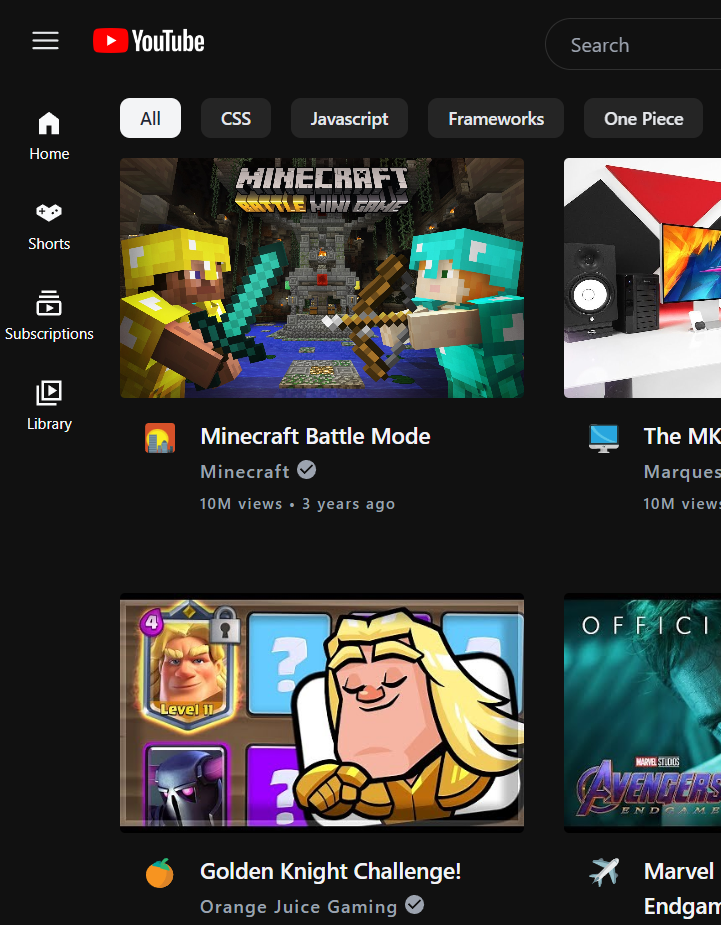 YouTube
Search
All CSS Javascript Frameworks One Piece
Home
Shorts
Subscriptions
Library
MINECRAFT
BATTLE MINI GAME
Minecraft Battle Mode
Minecraft
10M views • 3 years ago
The MK
Marques
10M views
4
Level 11
?
?
Golden Knight Challenge!
Orange Juice Gaming
OFFICI
MARVEL STUDIOS
AVENGERS
ENDGAME
Marvel
Endgam